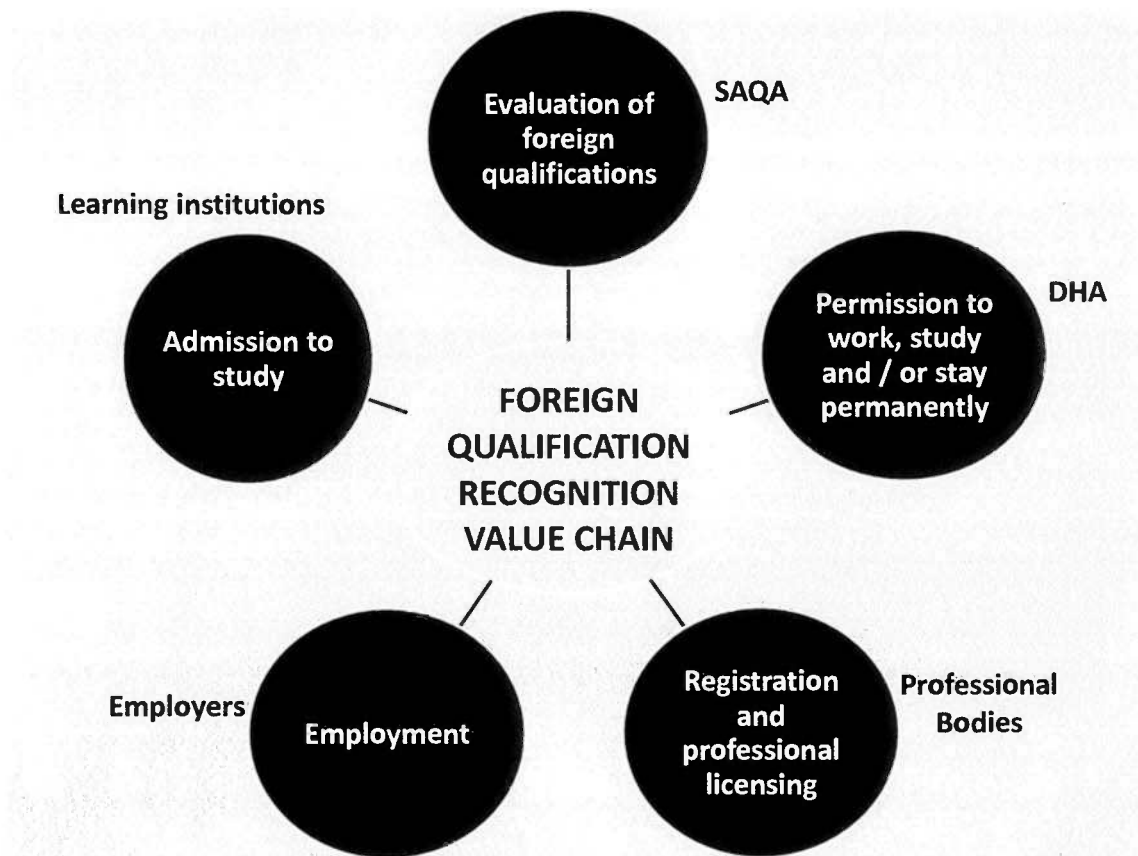 Evaluation of
foreign
qualifications
SAQA
Learning institutions
Admission to
study
Permission to
work, study
and / or stay
permanently
DHA
FOREIGN
QUALIFICATION
RECOGNITION
VALUE CHAIN
Employers
Employment
Registration
and
professional
licensing
Professional
Bodies